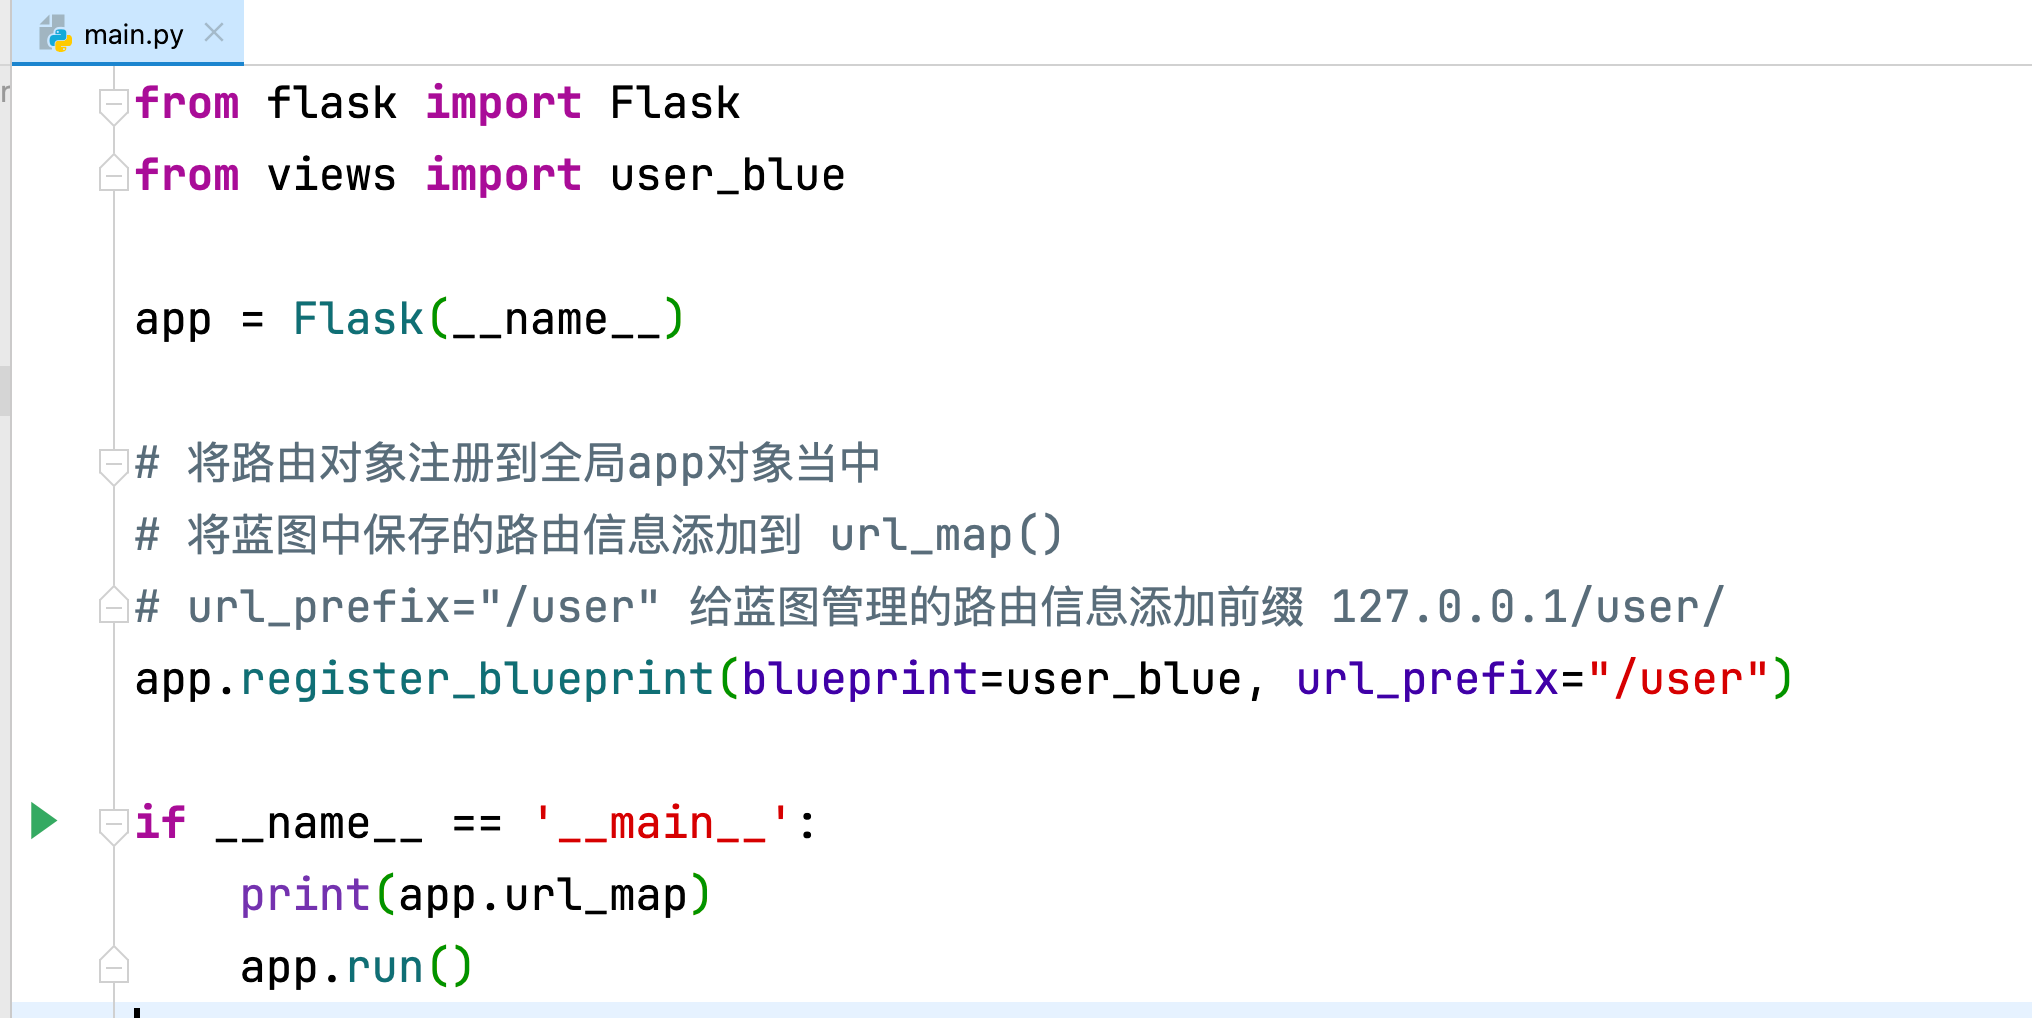 main.py
from flask import Flask
from views import user_blue
app = Flask(__name__)
# 将路由对象注册到全局app对象当中
# 将蓝图中保存的路由信息添加到 url_map()
# url_prefix="/user" 给蓝图管理的路由信息添加前缀 127.0.0.1/user/
app.register_blueprint(blueprint=user_blue, url_prefix="/user")
if __name__ == '__main__':
    print(app.url_map)
    app.run()